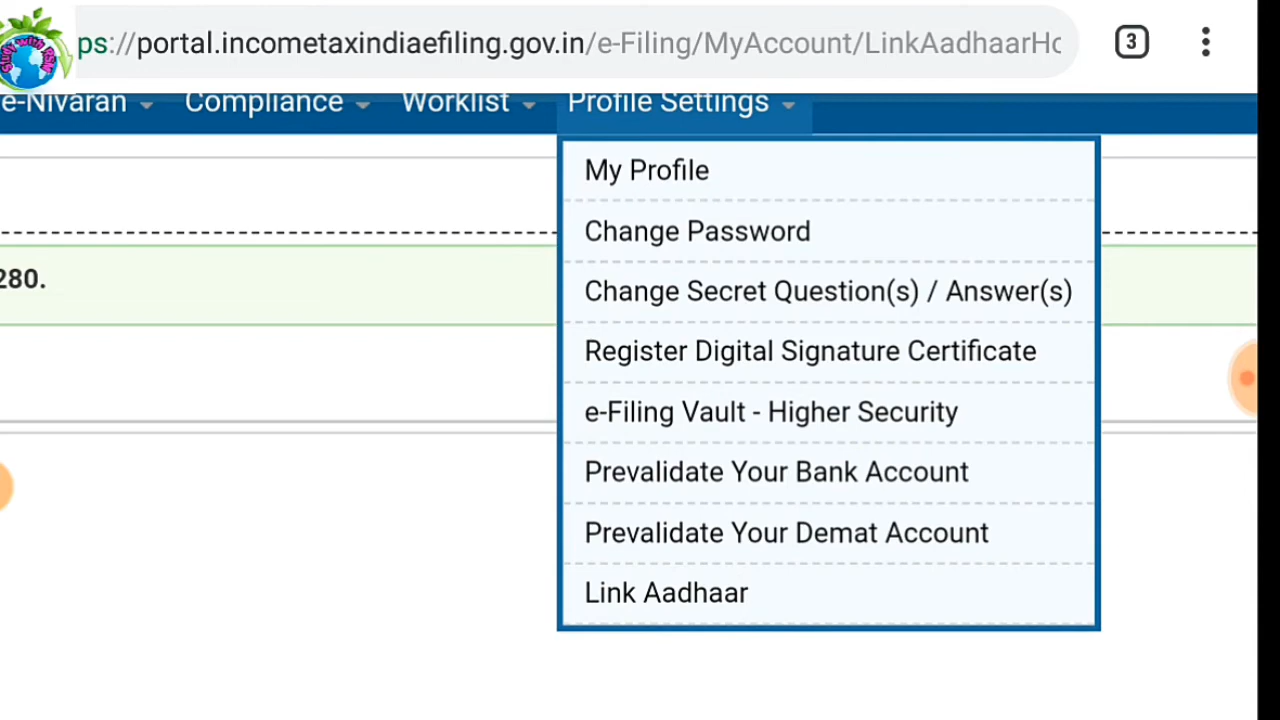 ps://portal.incometaxindiaefiling.gov.in/e-Filing/MyAccount/LinkAadhaarHo
3
e-Nivaran Compliance Worklist Profile Settings
My Profile
Change Password
280.
Change Secret Question(s) / Answer(s)
Register Digital Signature Certificate
e-Filing Vault - Higher Security
Prevalidate Your Bank Account
Prevalidate Your Demat Account
Link Aadhaar